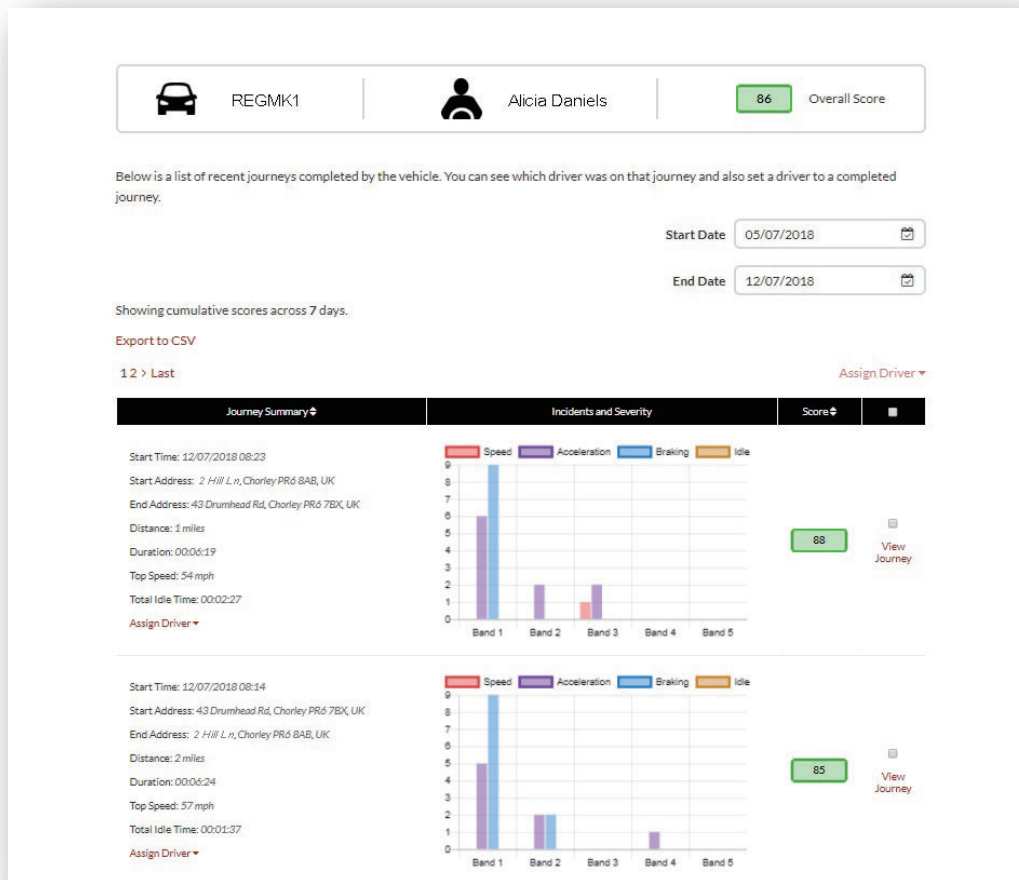 REGMK1
Alicia Daniels
86
Overall Score
Below is a list of recent journeys completed by the vehicle. You can see which driver was on that journey and also set a driver to a completed
journey.
Start Date 05/07/2018
End Date 12/07/2018
Showing cumulative scores across 7 days.
Export to CSV
1 2 > Last
Assign Driver
Journey Summary
Incidents and Severity
Score
Start Time: 12/07/2018 08:23
Start Address: 2 Hill Ln, Chorley PR6 8AB, UK
End Address: 43 Drumhead Rd, Chorley PR6 7BX, UK
Distance: 1 miles
Duration: 00:06:19
Top Speed: 54 mph
Total Idle Time: 00:02:27
Assign Driver
Speed Acceleration Braking Idle
9
8
7
6
5
4
3
2
1
0
Band 1 Band 2 Band 3 Band 4 Band 5
88
View
Journey
Start Time: 12/07/2018 08:14
Start Address: 43 Drumhead Rd, Chorley PR6 7BX, UK
End Address: 2 Hill Ln, Chorley PR6 8AB, UK
Distance: 2 miles
Duration: 00:06:24
Top Speed: 57 mph
Total Idle Time: 00:01:37
Assign Driver
Speed Acceleration Braking Idle
9
8
7
6
5
4
3
2
1
0
Band 1 Band 2 Band 3 Band 4 Band 5
85
View
Journey